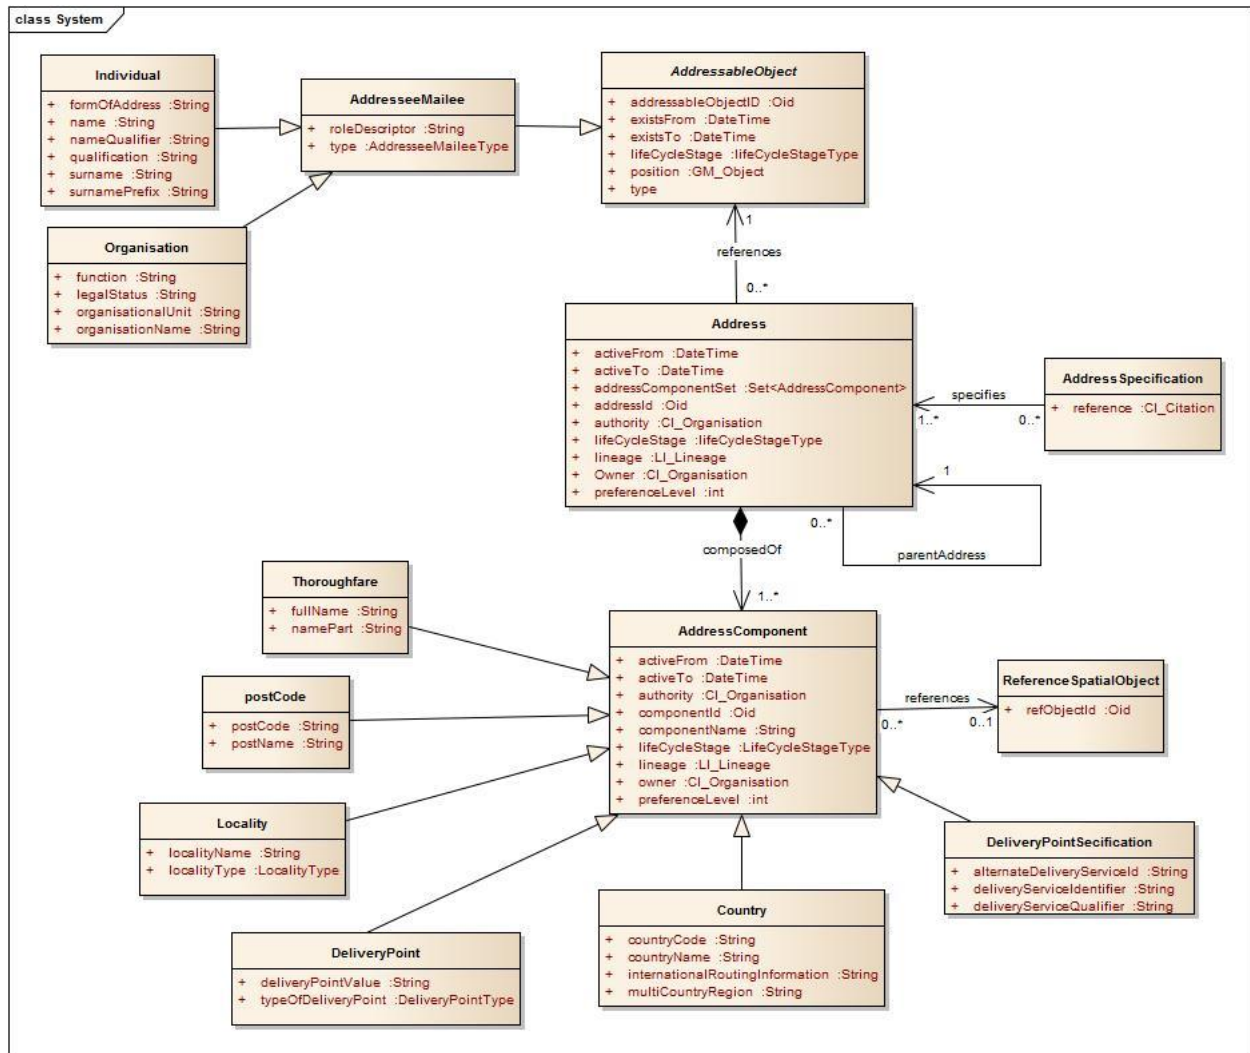 class System
Individual
+ formOfAddress :String
+ name :String
+ nameQualifier :String
+ qualification :String
+ surname :String
+ surnamePrefix :String
AddresseeMailee
+ roleDescriptor :String
+ type :AddresseeMaileeType
AddressableObject
+ addressableObjectID :Oid
+ existsFrom :DateTime
+ existsTo :DateTime
+ lifeCycleStage :lifeCycleStageType
+ position :GM_Object
+ type
Organisation
+ function :String
+ legalStatus :String
+ organisationalUnit :String
+ organisationName :String
1
references
0..*
Address
+ activeFrom :DateTime
+ activeTo :DateTime
+ addressComponentSet :Set<AddressComponent>
+ addressId :Oid
+ authority :CI_Organisation
+ lifeCycleStage :lifeCycleStageType
+ lineage :LI_Lineage
+ Owner :CI_Organisation
+ preferenceLevel :int
specifies
1..*
0..*
AddressSpecification
+ reference :CI_Citation
1
0..*
parentAddress
composedOf
1..*
Thoroughfare
+ fullName :String
+ namePart :String
AddressComponent
+ activeFrom :DateTime
+ activeTo :DateTime
+ authority :CI_Organisation
+ componentId :Oid
+ componentName :String
+ lifeCycleStage :LifeCycleStageType
+ lineage :LI_Lineage
+ owner :CI_Organisation
+ preferenceLevel :int
references
0..*
0..1
ReferenceSpatialObject
+ refObjectId :Oid
postCode
+ postCode :String
+ postName :String
Locality
+ localityName :String
+ localityType :LocalityType
DeliveryPointSecification
+ alternateDeliveryServiceId :String
+ deliveryServiceIdentifier :String
+ deliveryServiceQualifier :String
DeliveryPoint
+ deliveryPointValue :String
+ typeOfDeliveryPoint :DeliveryPointType
Country
+ countryCode :String
+ countryName :String
+ internationalRoutingInformation :String
+ multiCountryRegion :String